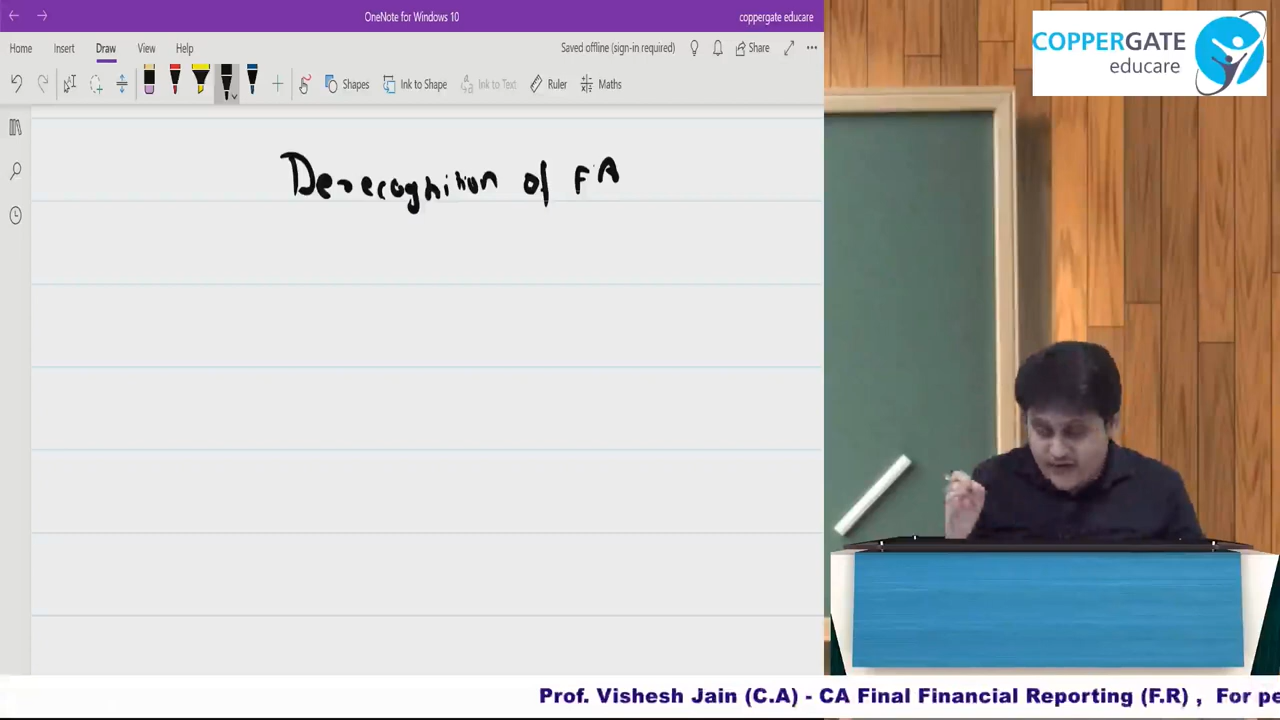 OneNote for Windows 10
coppergate educare
Home Insert Draw View Help
Saved offline (sign-in required)
Share
Shapes
Ink to Shape
Ink to Text
Ruler
Maths
Derecognition of FA
COPPERGATE
educare
Prof. Vishesh Jain (C.A) - CA Final Financial Reporting (F.R) , For pe